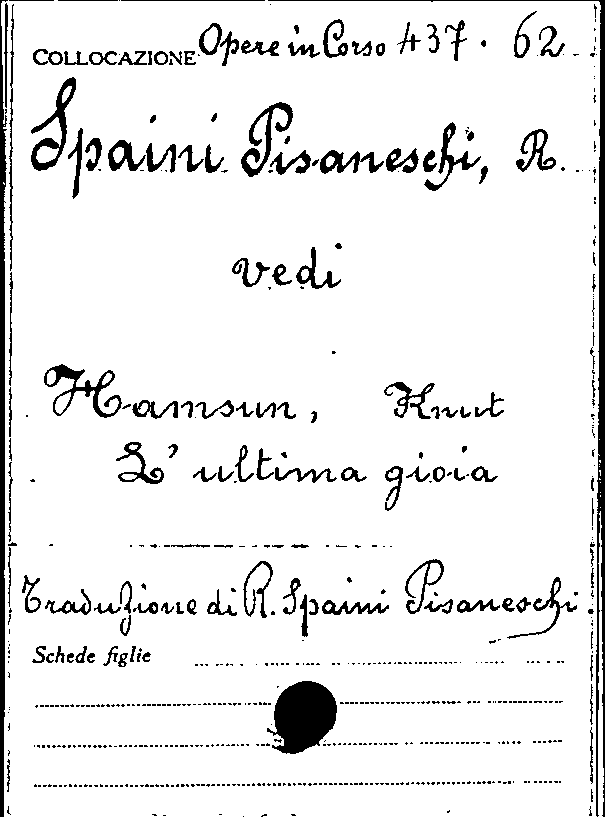 COLLOCAZIONE Opere in Corso 437. 62
Spaini Pisaneschi, R.
vedi
Hamsun, Knut
L'ultima gioia
Traduzione di R. Spaini Pisaneschi.
Schede figlie